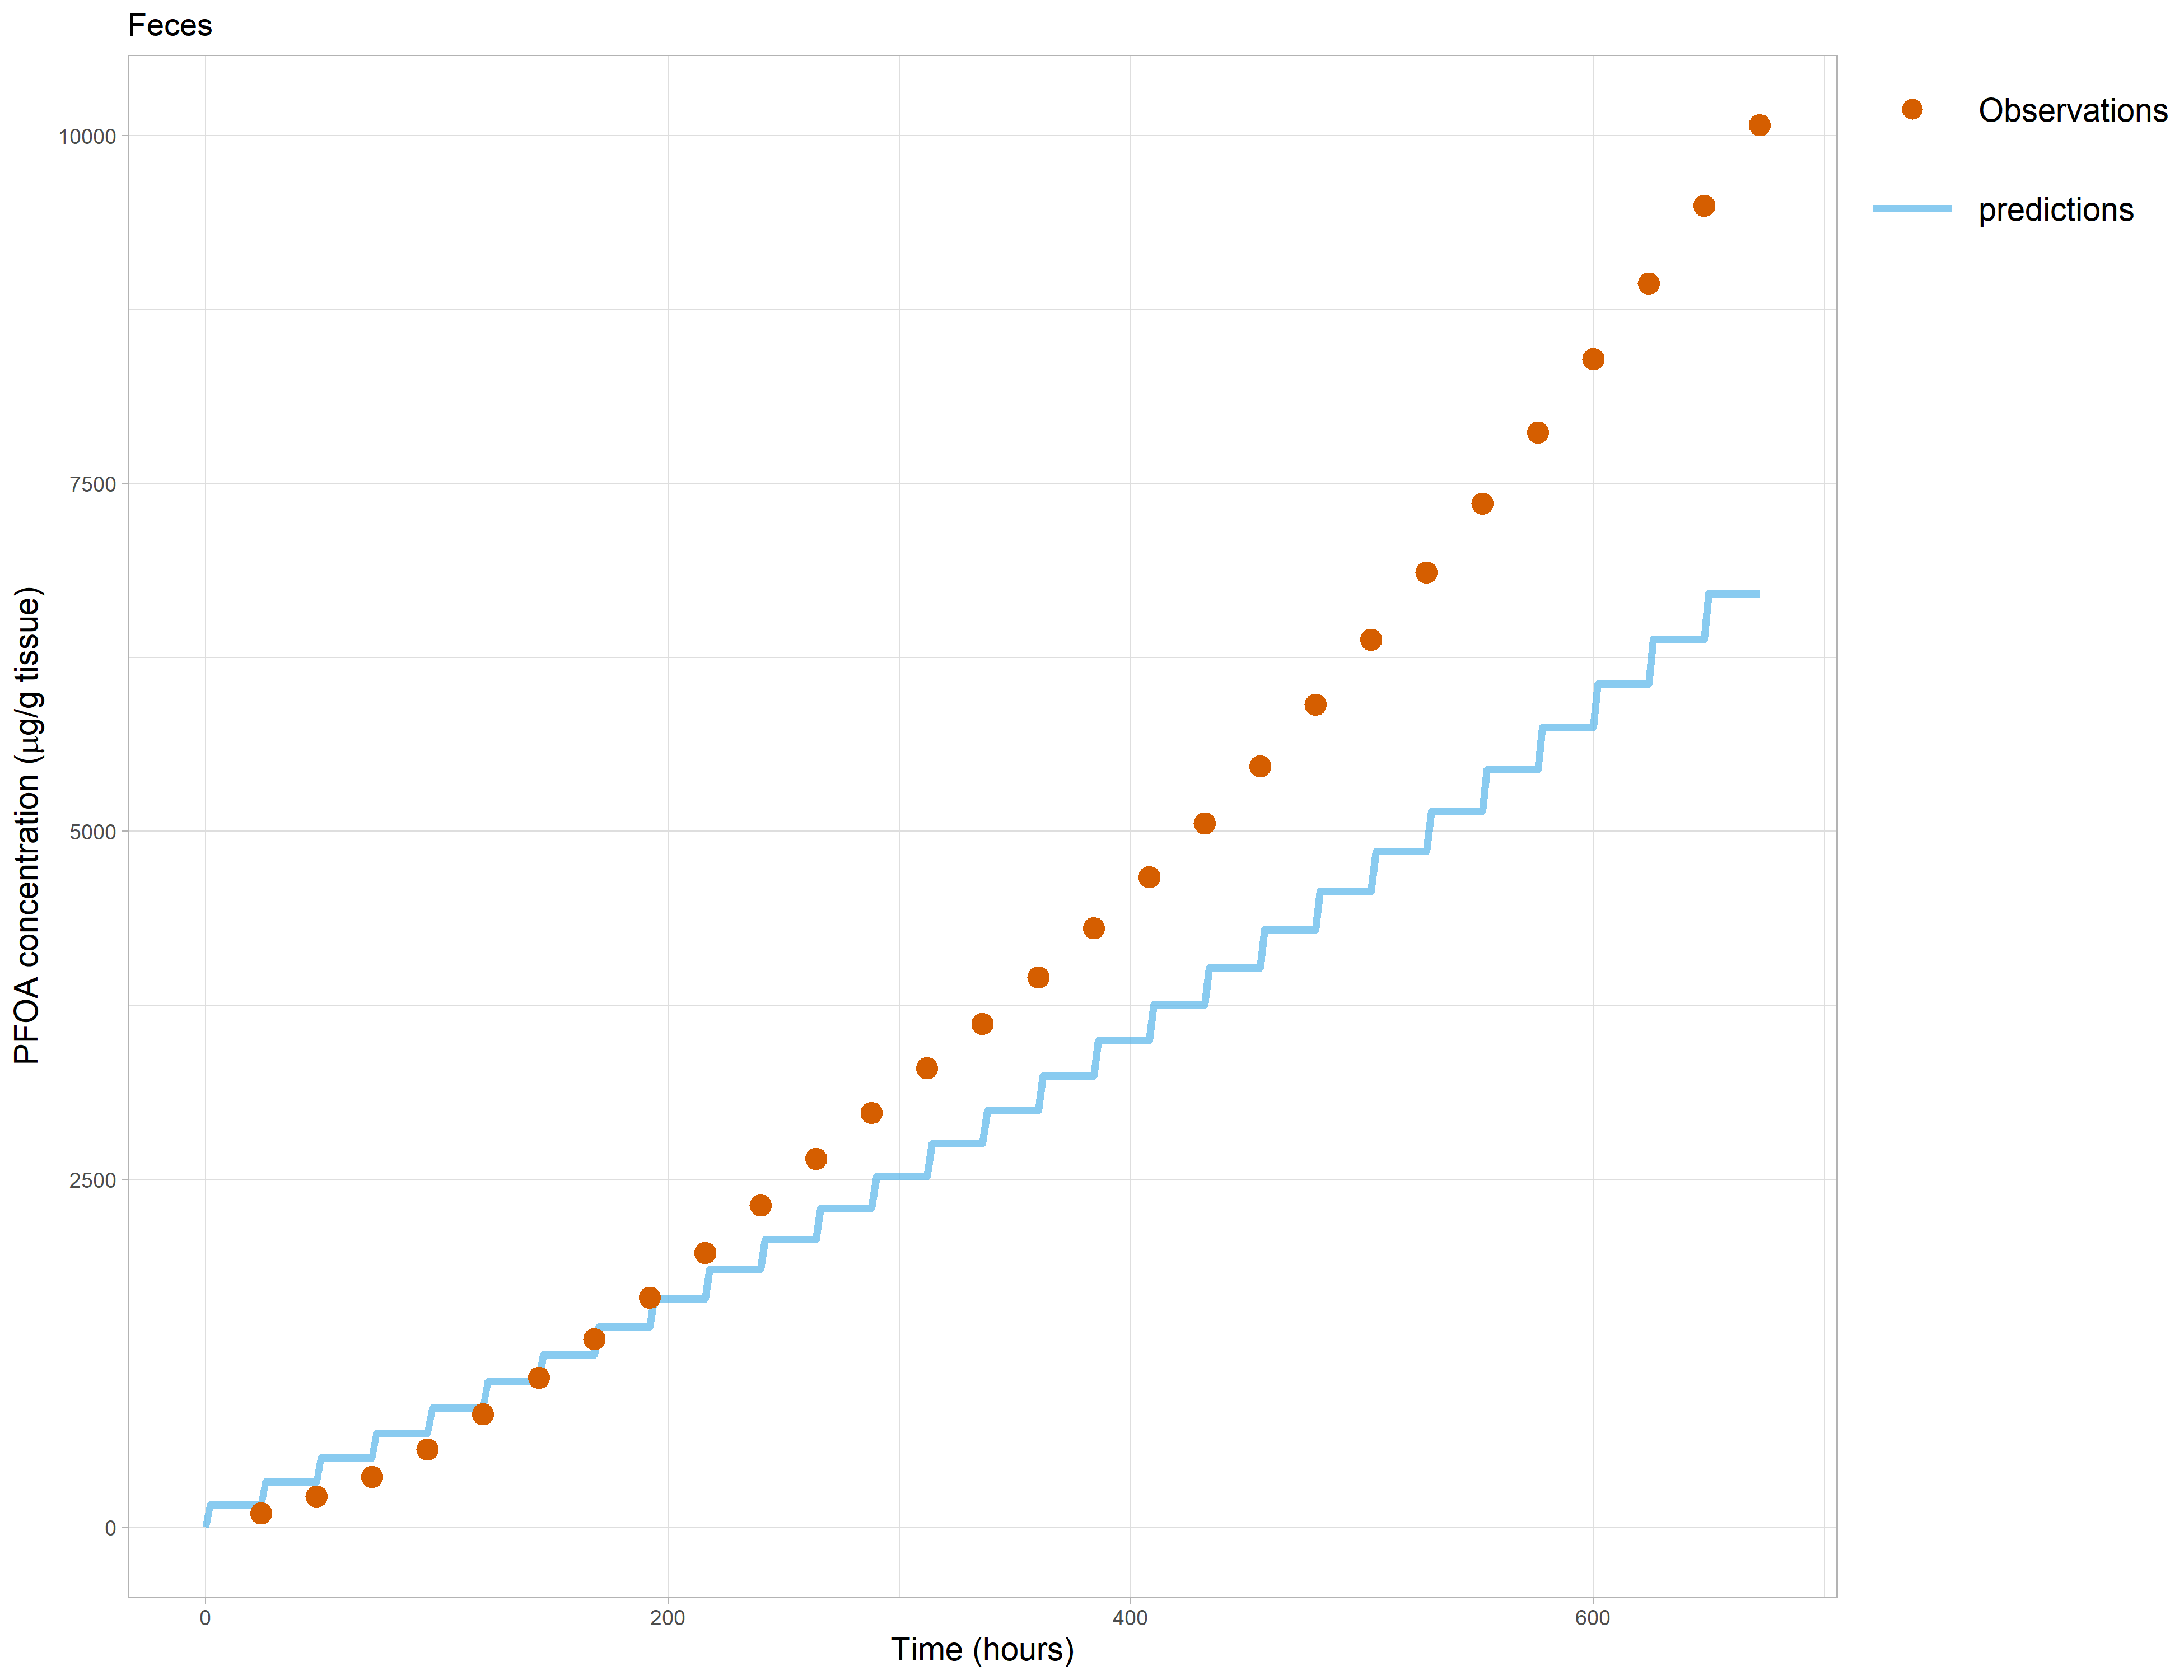 Feces
10000
7500
5000
2500
0
PFOA concentration (μg/g tissue)
0
200
400
600
Time (hours)
Observations
predictions